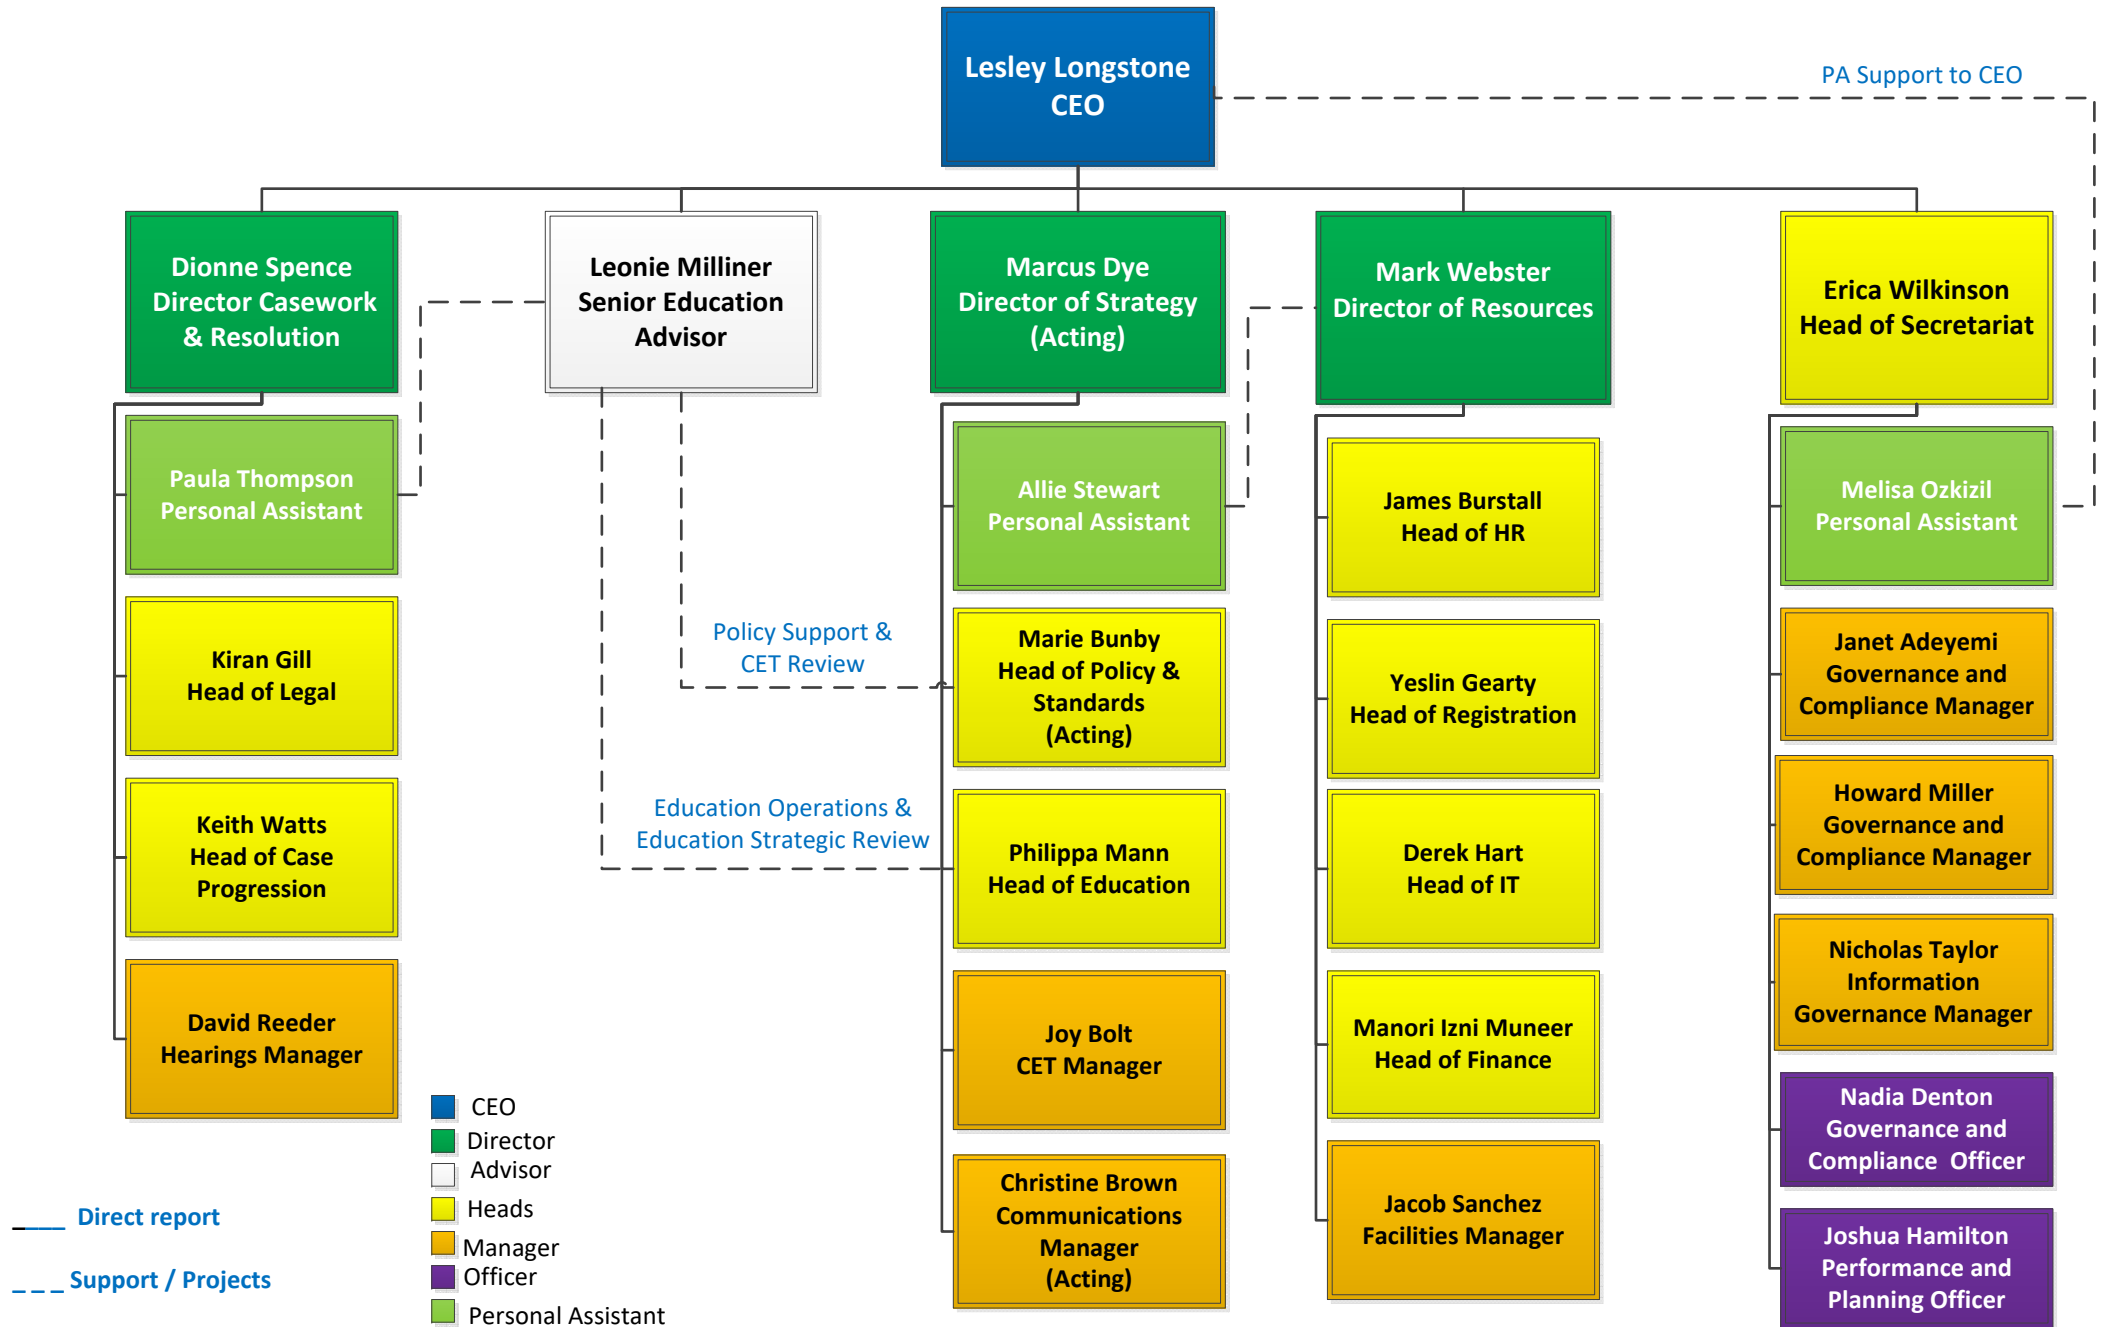 Lesley Longstone
CEO
PA Support to CEO
Dionne Spence
Director Casework
& Resolution
Leonie Milliner
Senior Education
Advisor
Marcus Dye
Director of Strategy
(Acting)
Mark Webster
Director of Resources
Erica Wilkinson
Head of Secretariat
Paula Thompson
Personal Assistant
Kiran Gill
Head of Legal
Keith Watts
Head of Case
Progression
David Reeder
Hearings Manager
Policy Support &
CET Review
Education Operations &
Education Strategic Review
Allie Stewart
Personal Assistant
Marie Bunby
Head of Policy &
Standards
(Acting)
Philippa Mann
Head of Education
Joy Bolt
CET Manager
Christine Brown
Communications
Manager
(Acting)
James Burstall
Head of HR
Yeslin Gearty
Head of Registration
Derek Hart
Head of IT
Manori Izni Muneer
Head of Finance
Jacob Sanchez
Facilities Manager
Melisa Ozkizil
Personal Assistant
Janet Adeyemi
Governance and
Compliance Manager
Howard Miller
Governance and
Compliance Manager
Nicholas Taylor
Information
Governance Manager
Nadia Denton
Governance and
Compliance Officer
Joshua Hamilton
Performance and
Planning Officer
____ Direct report
_ _ _ Support / Projects
CEO
Director
Advisor
Heads
Manager
Officer
Personal Assistant